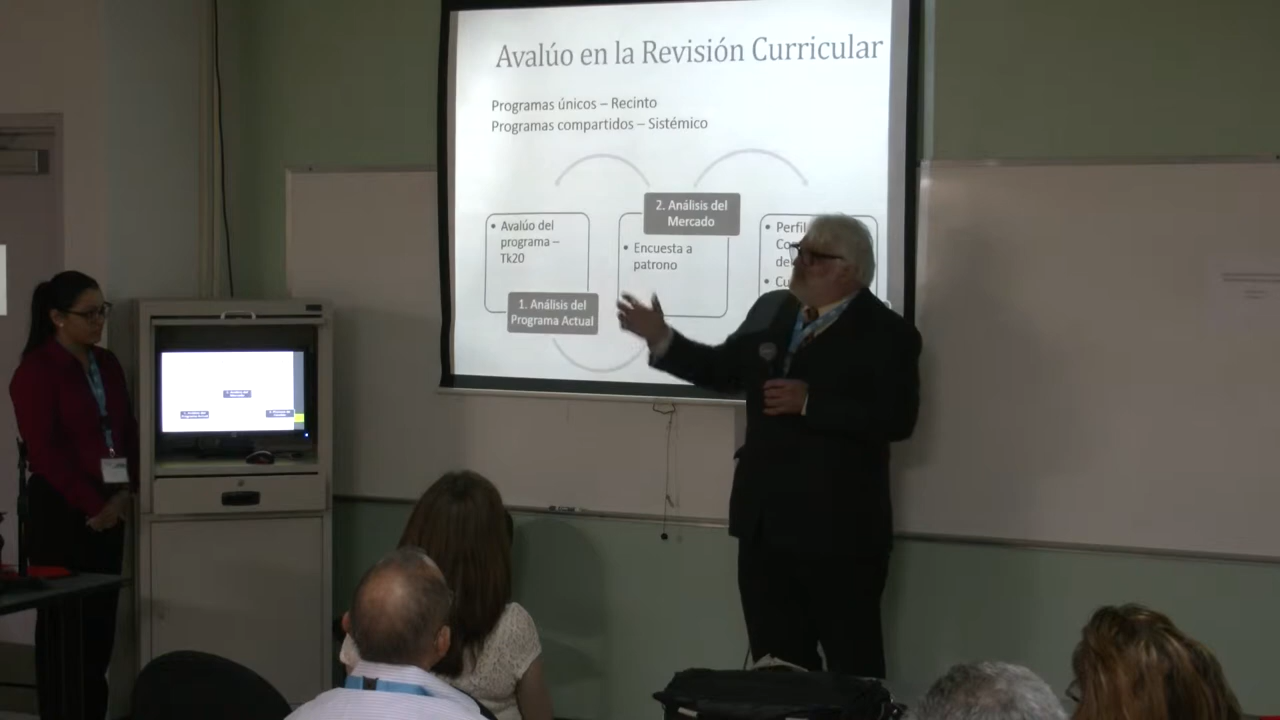 Avalúo en la Revisión Curricular
Programas únicos – Recinto
Programas compartidos – Sistémico
• Avalúo del
programa –
Tk20
1. Análisis del
Programa Actual
2. Análisis del
Mercado
• Encuesta a
patrono
• Perfil